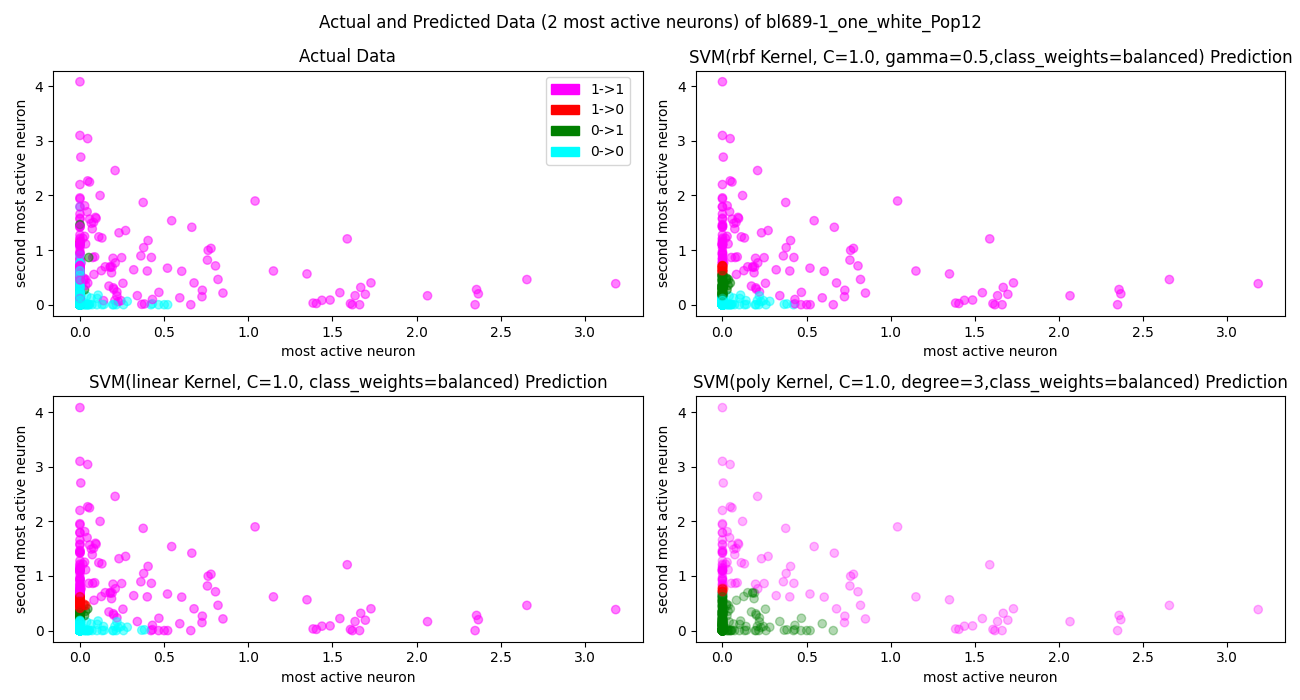 Actual and Predicted Data (2 most active neurons) of bl689-1_one_white_Pop12
Actual Data
second most active neuron
4
3
2
1
0
0.0 0.5 1.0 1.5 2.0 2.5 3.0
most active neuron
1->1
1->0
0->1
0->0
SVM(rbf Kernel, C=1.0, gamma=0.5,class_weights=balanced) Prediction
second most active neuron
4
3
2
1
0
0.0 0.5 1.0 1.5 2.0 2.5 3.0
most active neuron
SVM(linear Kernel, C=1.0, class_weights=balanced) Prediction
second most active neuron
4
3
2
1
0
0.0 0.5 1.0 1.5 2.0 2.5 3.0
most active neuron
SVM(poly Kernel, C=1.0, degree=3,class_weights=balanced) Prediction
second most active neuron
4
3
2
1
0
0.0 0.5 1.0 1.5 2.0 2.5 3.0
most active neuron